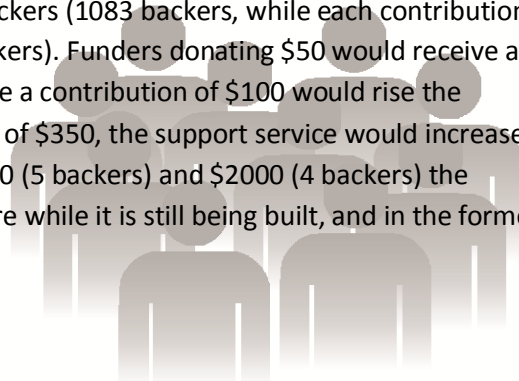 ckers (1083 backers, while each contribution
kers). Funders donating $50 would receive a
e a contribution of $100 would rise the
of $350, the support service would increase
0 (5 backers) and $2000 (4 backers) the
re while it is still being built, and in the forme